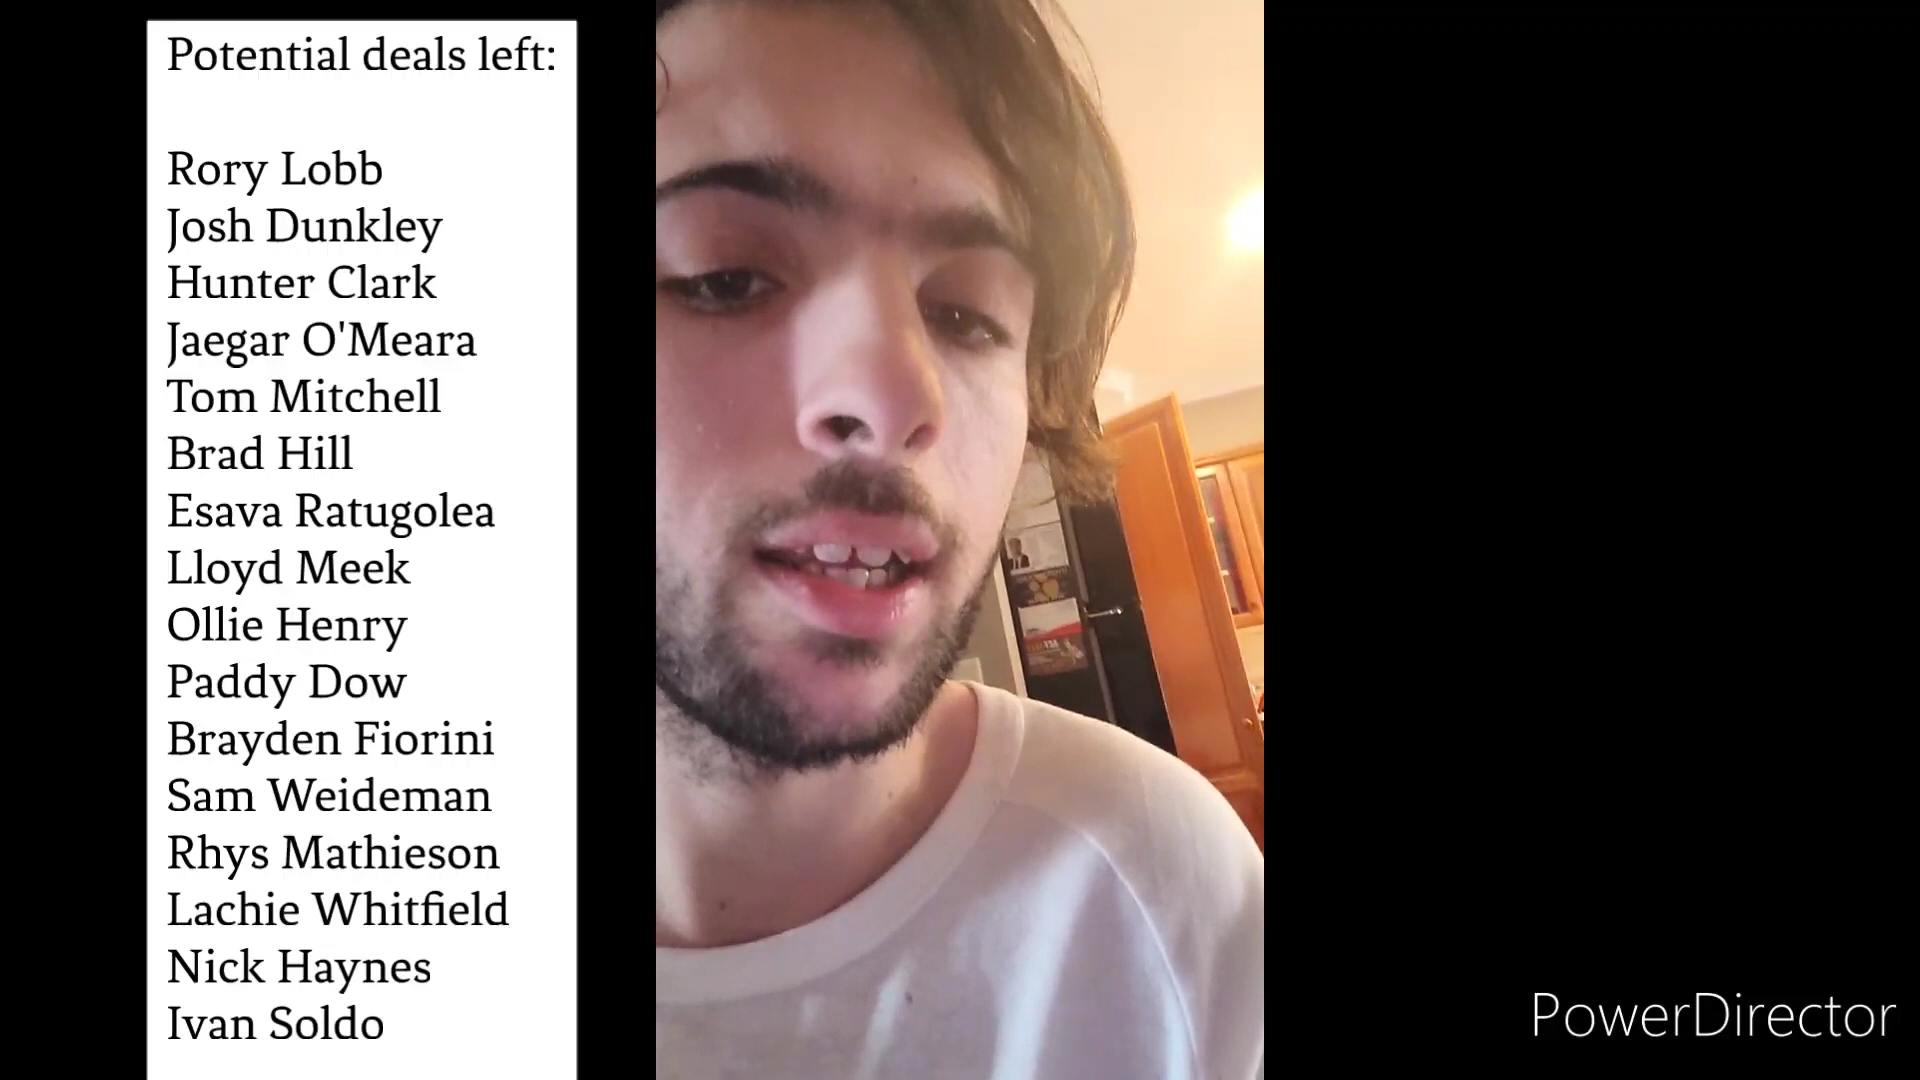 Potential deals left:
Rory Lobb
Josh Dunkley
Hunter Clark
Jaegar O'Meara
Tom Mitchell
Brad Hill
Esava Ratugolea
Lloyd Meek
Ollie Henry
Paddy Dow
Brayden Fiorini
Sam Weideman
Rhys Mathieson
Lachie Whitfield
Nick Haynes
Ivan Soldo
PowerDirector